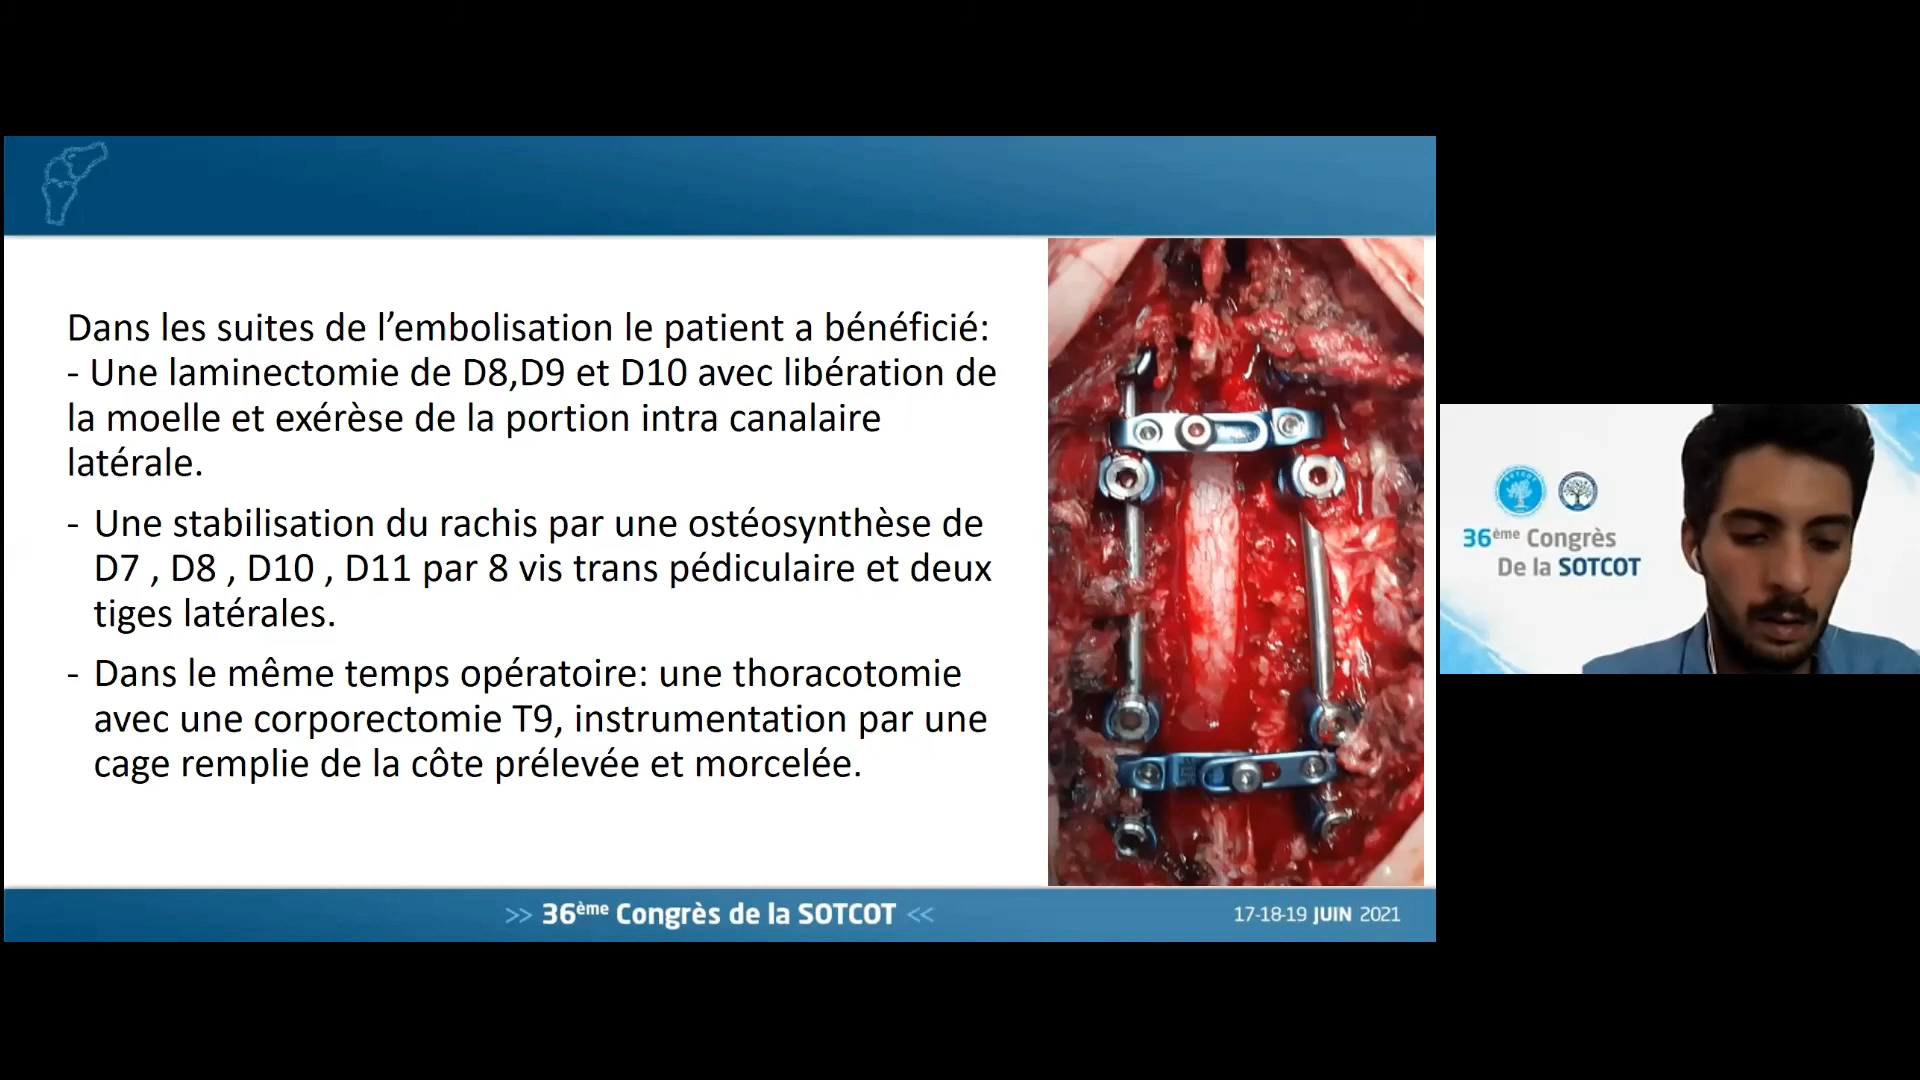 Dans les suites de l’embolisation le patient a bénéficié:
- Une laminectomie de D8,D9 et D10 avec libération de
la moelle et exérèse de la portion intra canalaire
latérale.
- Une stabilisation du rachis par une ostéosynthèse de
D7 , D8 , D10 , D11 par 8 vis trans pédiculaire et deux
tiges latérales.
- Dans le même temps opératoire: une thoracotomie
avec une corporectomie T9, instrumentation par une
cage remplie de la côte prélevée et morcelée.
>> 36ème Congrès de la SOTCOT <<
17-18-19 JUIN 2021
36ème Congrès
De la SOTCOT